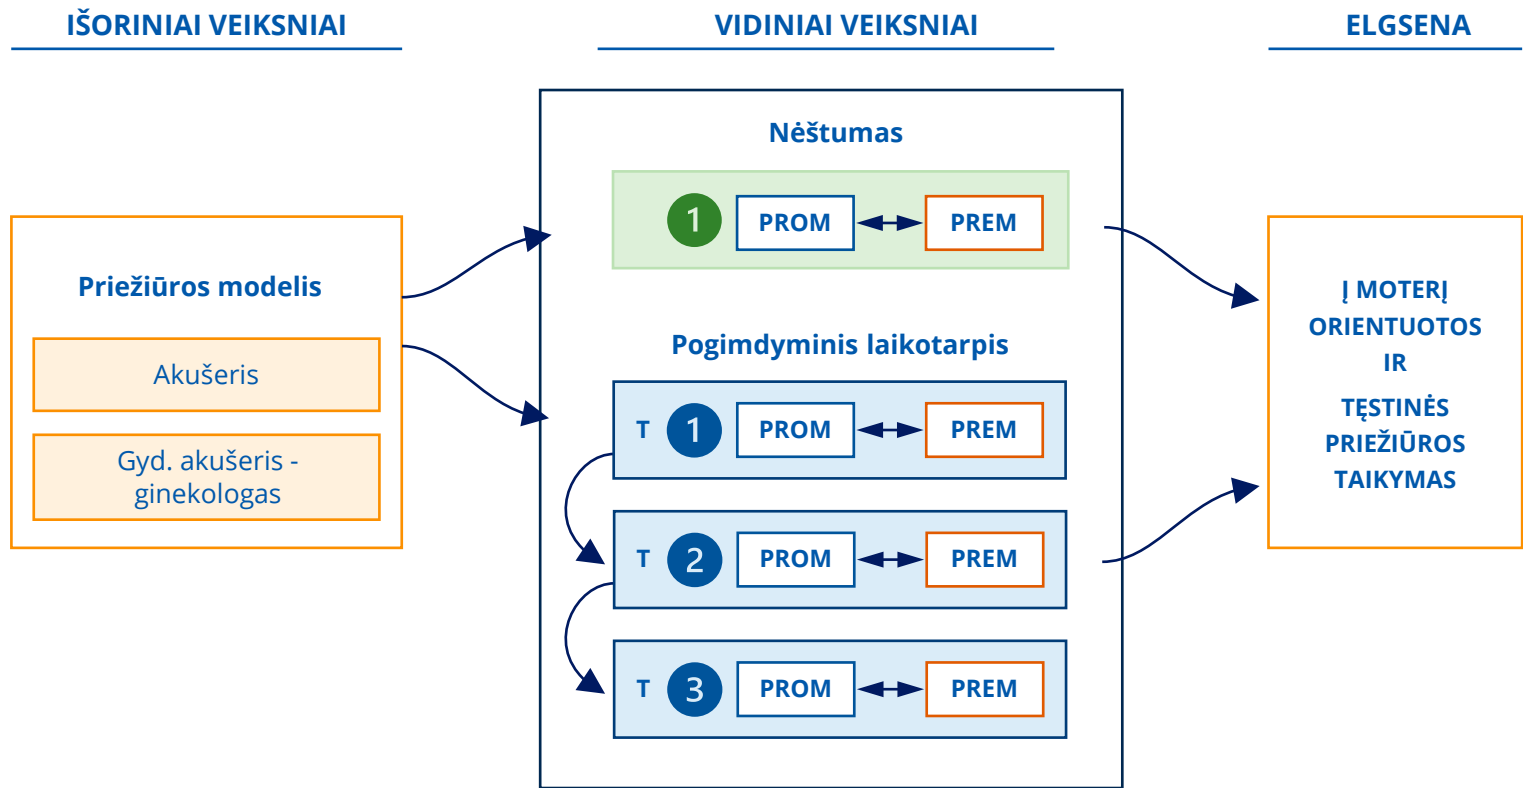 IŠORINIAI VEIKSNIAI
VIDINIAI VEIKSNIAI
ELGSENA
Priežiūros modelis
Akušeris
Gyd. akušeris -
ginekologas
Nėštumas
1 PROM PREM
Pogimdyminis laikotarpis
T 1 PROM PREM
T 2 PROM PREM
T 3 PROM PREM
Į MOTERĮ
ORIENTUOTOS
IR
TĘSTINĖS
PRIEŽIŪROS
TAIKYMAS